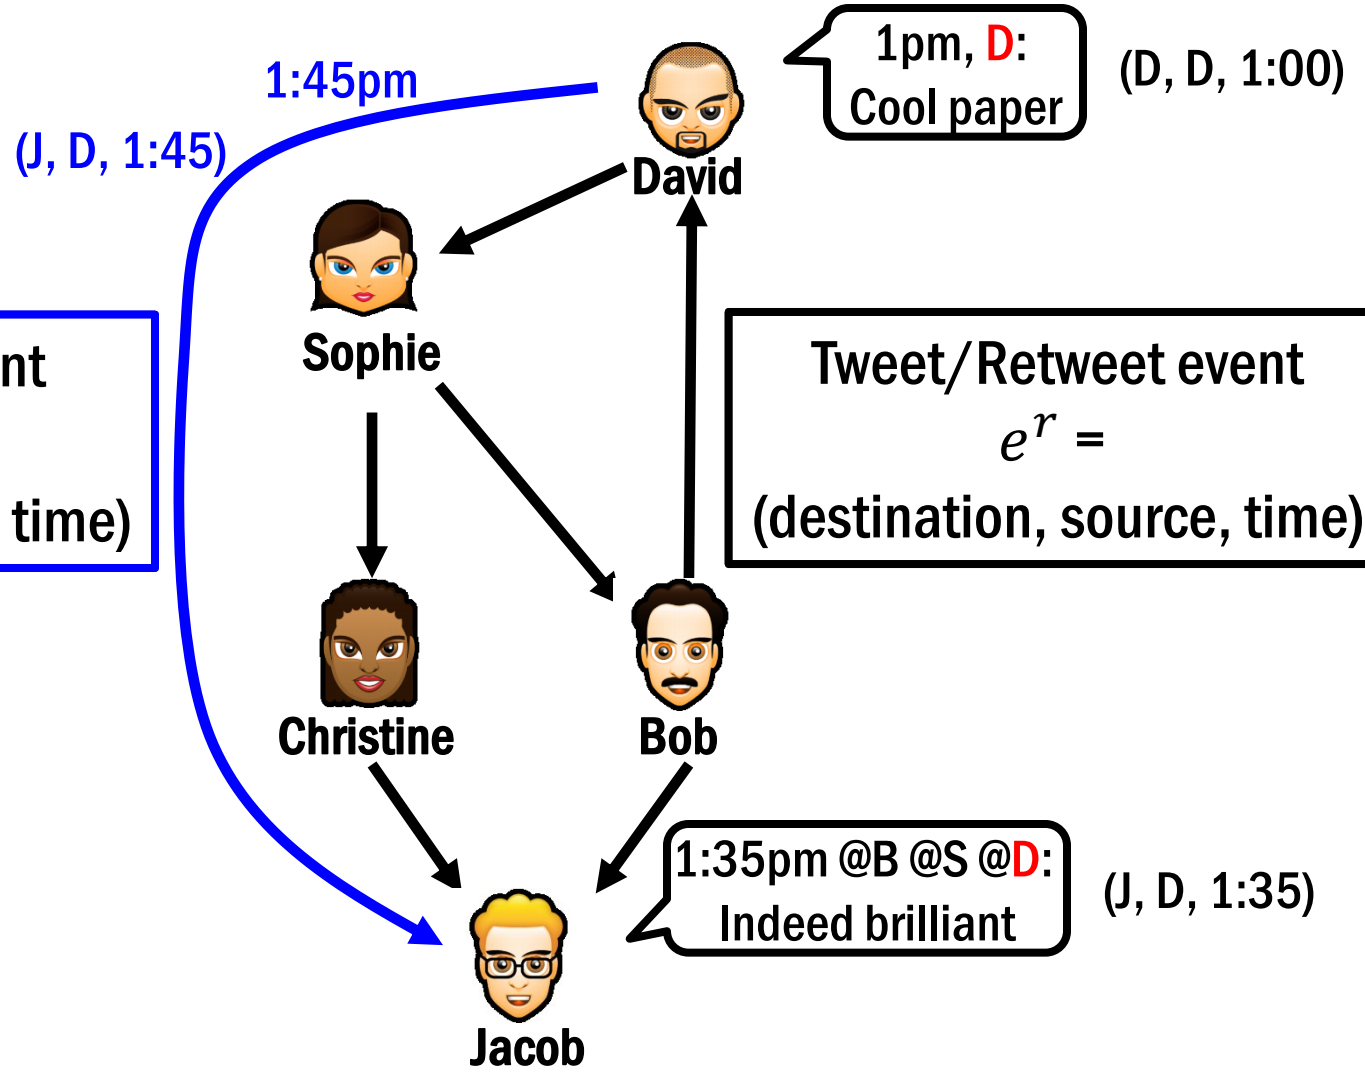 1pm, D:
Cool paper
(D, D, 1:00)
1:45pm
(J, D, 1:45)
David
Sophie
time)
Tweet/Retweet event
e^r =
(destination, source, time)
Christine
Bob
1:35pm @B @S @D:
Indeed brilliant
(J, D, 1:35)
Jacob